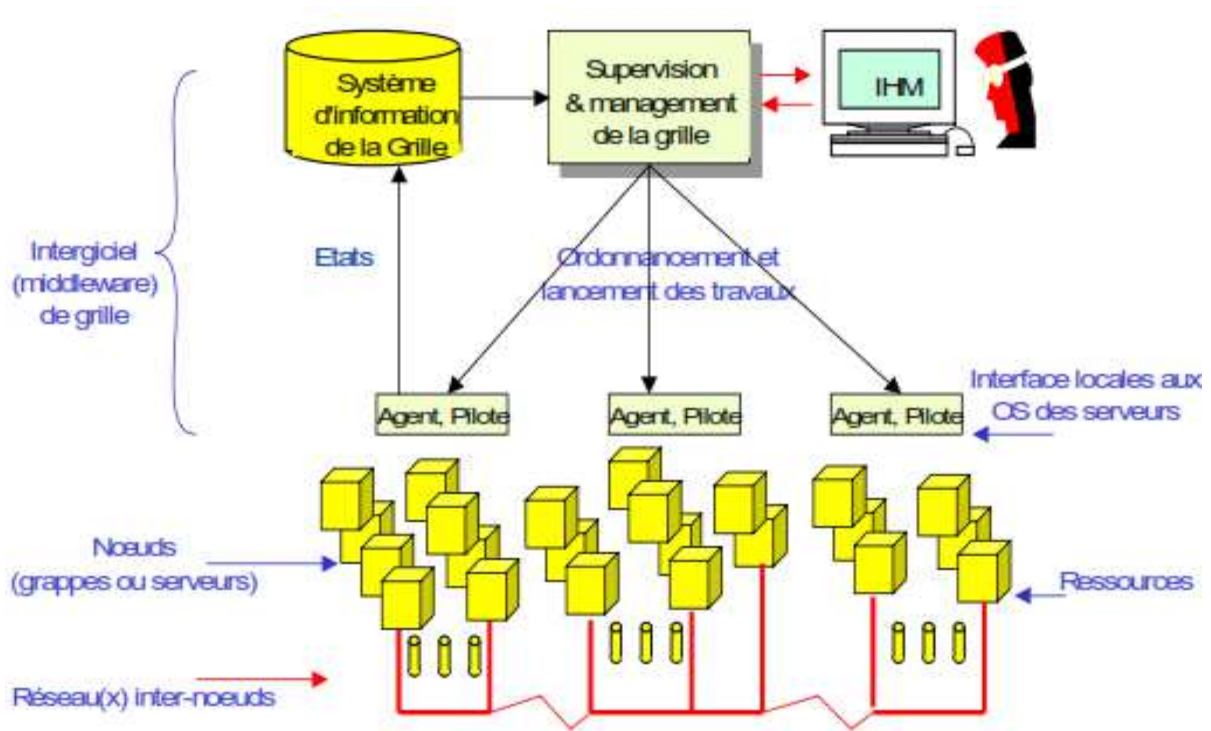 Système
d'information
de la Grille
Supervision
& management
de la grille
IHM
Intergiciel
(middleware)
de grille
Etats
Ordonnancement et
lancement des travaux
Interface locales aux
OS des serveurs
Agent, Pilote
Agent, Pilote
Agent, Pilote
Nœuds
(grappes ou serveurs)
Ressources
Réseau(x) inter-noeuds